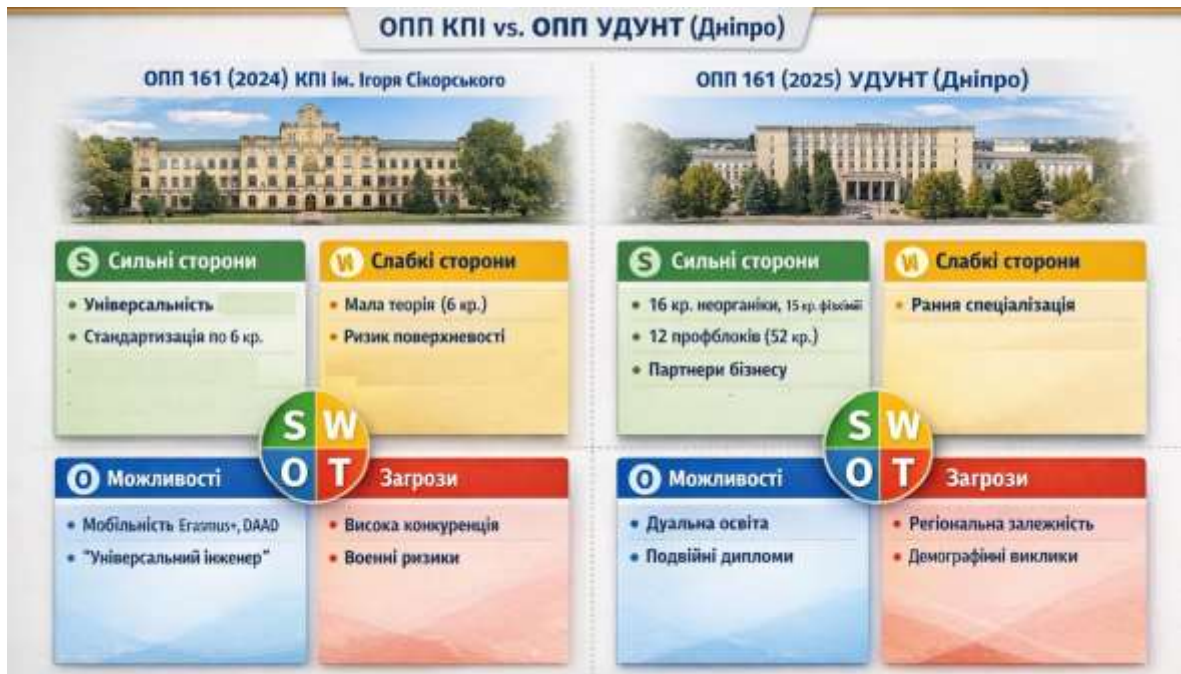 ОПП КПІ vs. ОПП УДУНТ (Дніпро)
ОПП 161 (2024) КПІ ім. Ігоря Сікорського
S Сильні сторони
• Універсальність
• Стандартизація по 6 кр.
И Слабкі сторони
• Мала теорія (6 кр.)
• Ризик поверхневості
S W
O T
O Можливості
• Мобільність Erasmus+, DAAD
• "Універсальний інженер"
Загрози
• Висока конкуренція
• Воєнні ризики
ОПП 161 (2025) УДУНТ (Дніпро)
S Сильні сторони
• 16 кр. неорганіки, 15 кр.
• 12 профблоків (52 кр.)
• Партнери бізнесу
И Слабкі сторони
• Рання спеціалізація
S W
O T
O Можливості
• Дуальна освіта
• Подвійні дипломи
Загрози
• Регіональна залежність
• Демографінні виклики